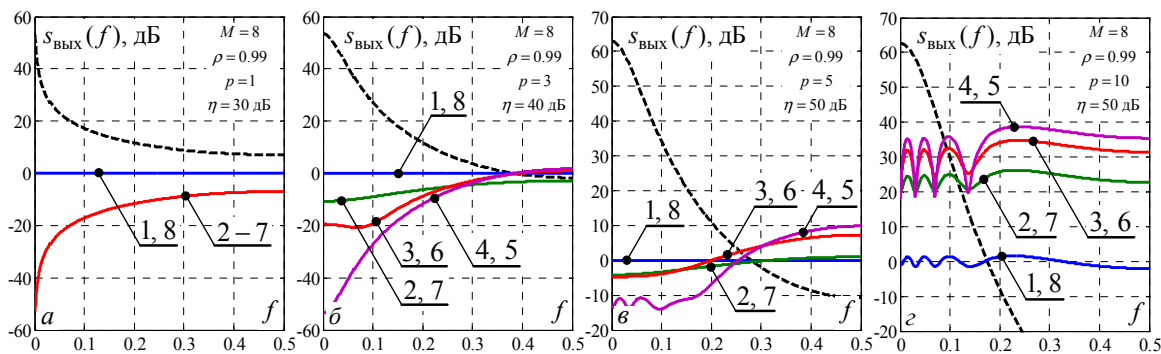 60
40
20
0
-20
-40
-60
0
0.1
0.2
0.3
0.4
0.5
s вых (f), дБ
M = 8
ρ = 0.99
p = 1
η = 30 дБ
1, 8
2 – 7
а
f
60
40
20
0
-20
-40
-60
0
0.1
0.2
0.3
0.4
0.5
s вых (f), дБ
M = 8
ρ = 0.99
p = 3
η = 40 дБ
1, 8
3, 6
4, 5
2, 7
б
f
70
60
50
40
30
20
10
0
-10
-20
0
0.1
0.2
0.3
0.4
0.5
s вых (f), дБ
M = 8
ρ = 0.99
p = 5
η = 50 дБ
1, 8
3, 6
4, 5
2, 7
в
f
70
60
50
40
30
20
10
0
-10
-20
0
0.1
0.2
0.3
0.4
0.5
s вых (f), дБ
M = 8
ρ = 0.99
p = 10
η = 50 дБ
4, 5
3, 6
2, 7
1, 8
г
f